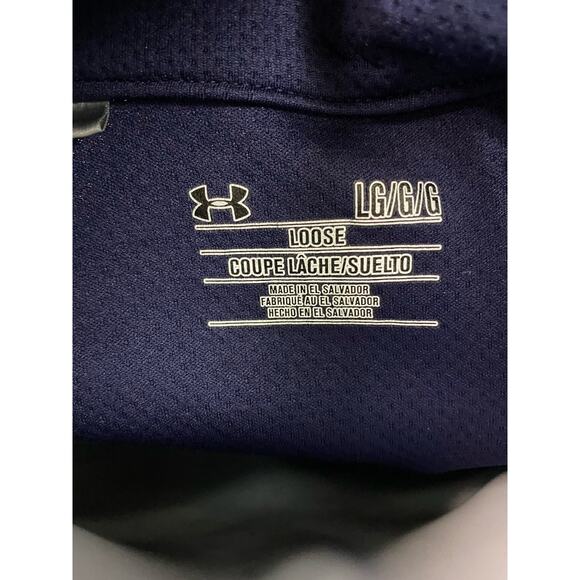 LG/G/G
LOOSE
COUPE LÂCHE/SUELTO
MADE IN EL SALVADOR
FABRIQUÉ AU EL SALVADOR
HECHO EN EL SALVADOR